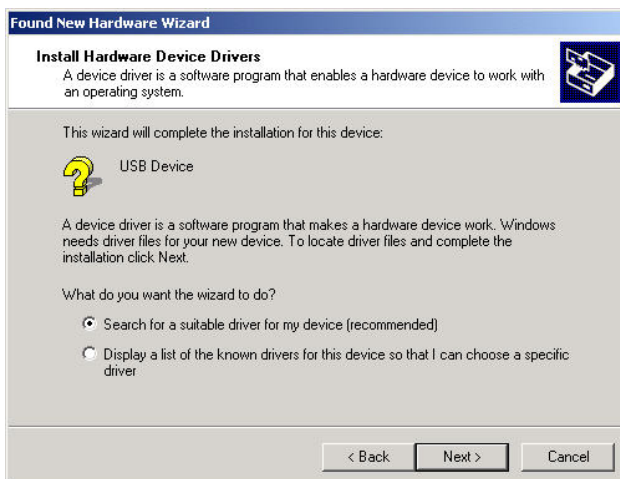 Found New Hardware Wizard
Install Hardware Device Drivers
A device driver is a software program that enables a hardware device to work with
an operating system.
This wizard will complete the installation for this device:
USB Device
A device driver is a software program that makes a hardware device work. Windows
needs driver files for your new device. To locate driver files and complete the
installation click Next.
What do you want the wizard to do?
Search for a suitable driver for my device (recommended)
Display a list of the known drivers for this device so that I can choose a specific
driver
< Back Next > Cancel